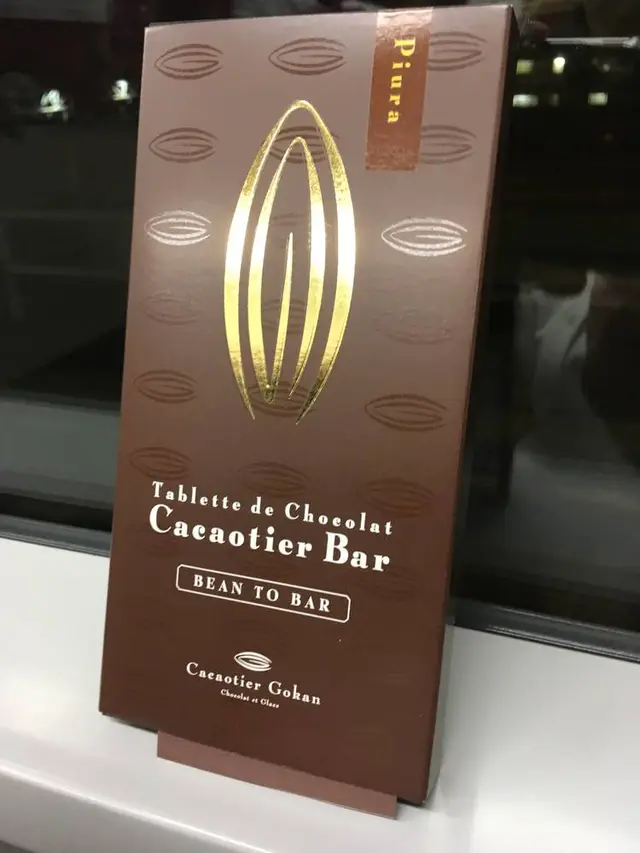 Piura
Tablette de Chocolat
Cacaotier Bar
BEAN TO BAR
Cacaotier Gokan
Chocolat et Glace